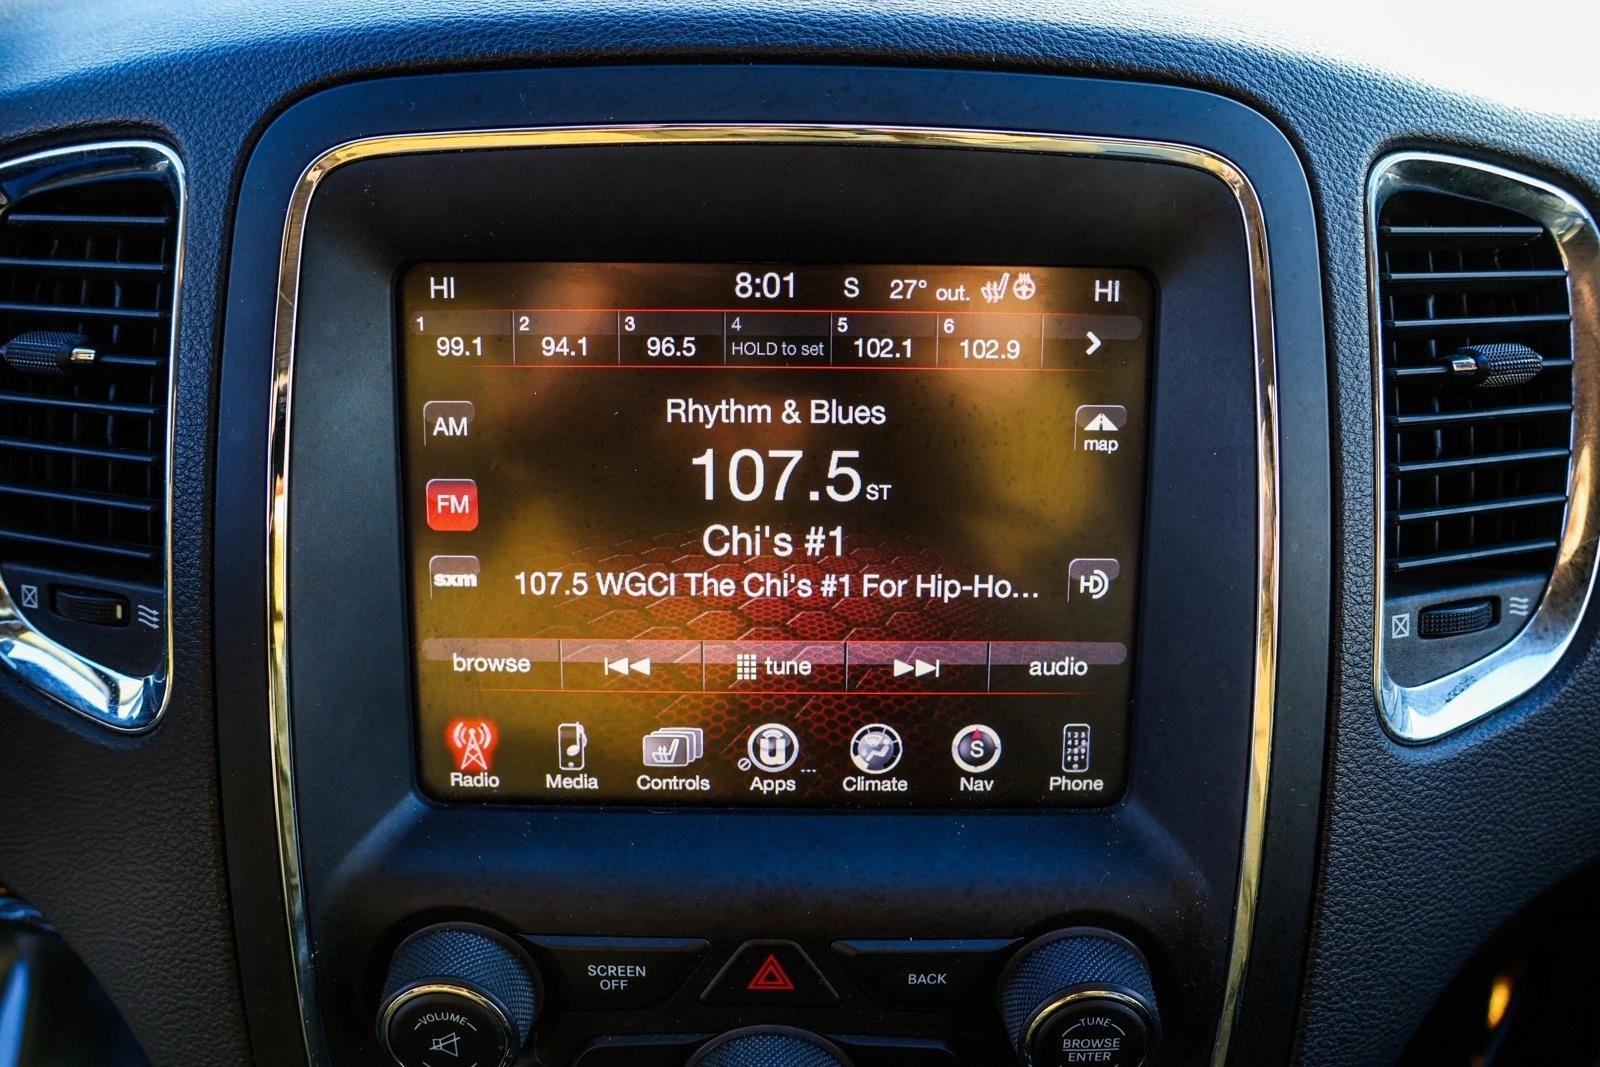 HI 8:01 S 27° out. HI
1 2 3 4 5 6
99.1 94.1 96.5 HOLD to set 102.1 102.9
Rhythm & Blues
AM
map
107.5 ST
FM
Chi's #1
sxm
107.5 WGCI The Chi's #1 For Hip-Ho...
HD
browse tune audio
U S
Radio Media Controls Apps ... Climate Nav Phone
SCREEN
OFF
BACK
VOLUME
TUNE
BROWSE
ENTER